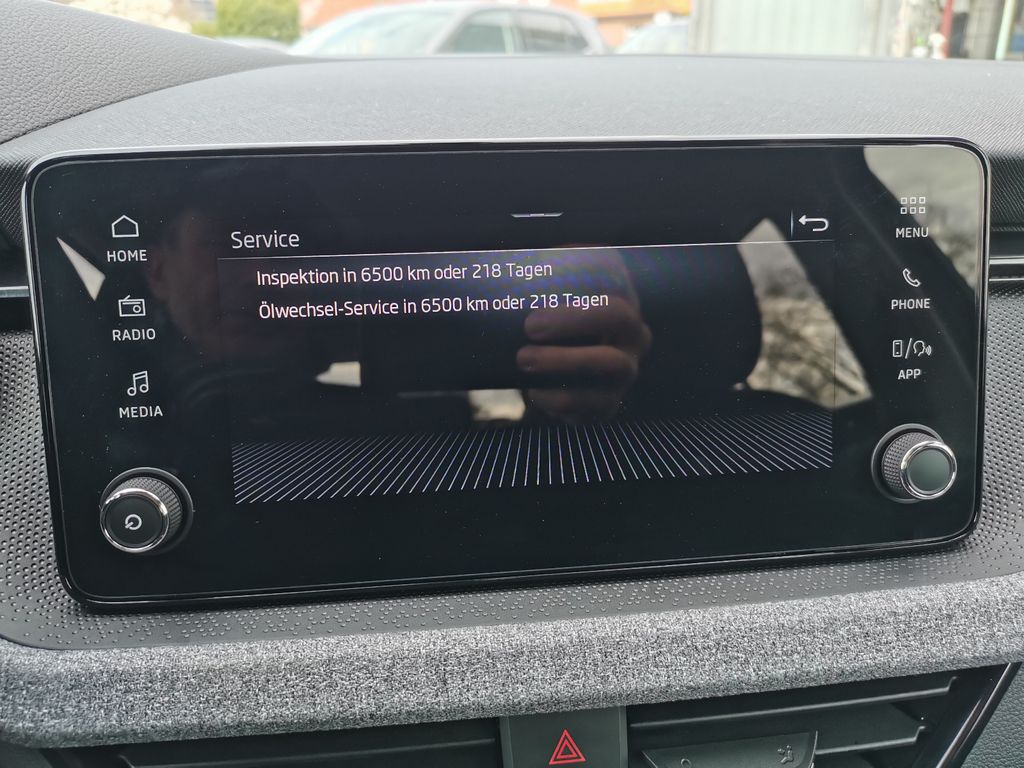 HOME
RADIO
MEDIA
Service
Inspektion in 6500 km oder 218 Tagen
Ölwechsel-Service in 6500 km oder 218 Tagen
MENU
PHONE
APP